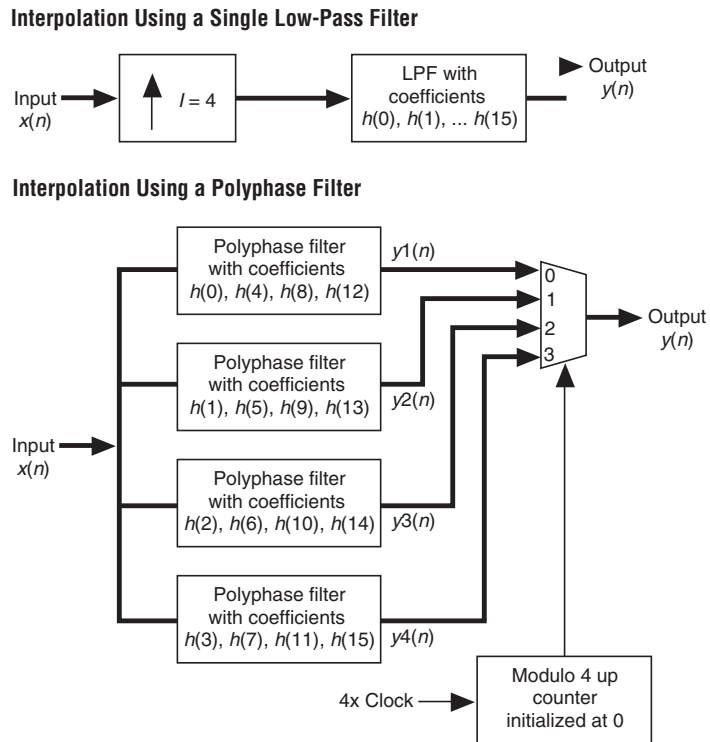 Interpolation Using a Single Low-Pass Filter
Input
x(n)
I = 4
LPF with
coefficients
h(0), h(1), ... h(15)
Output
y(n)
Interpolation Using a Polyphase Filter
Input
x(n)
Polyphase filter
with coefficients
h(0), h(4), h(8), h(12)
y1(n)
Polyphase filter
with coefficients
h(1), h(5), h(9), h(13)
y2(n)
Polyphase filter
with coefficients
h(2), h(6), h(10), h(14)
y3(n)
Polyphase filter
with coefficients
h(3), h(7), h(11), h(15)
y4(n)
0
1
2
3
Output
y(n)
4x Clock
Modulo 4 up
counter
initialized at 0